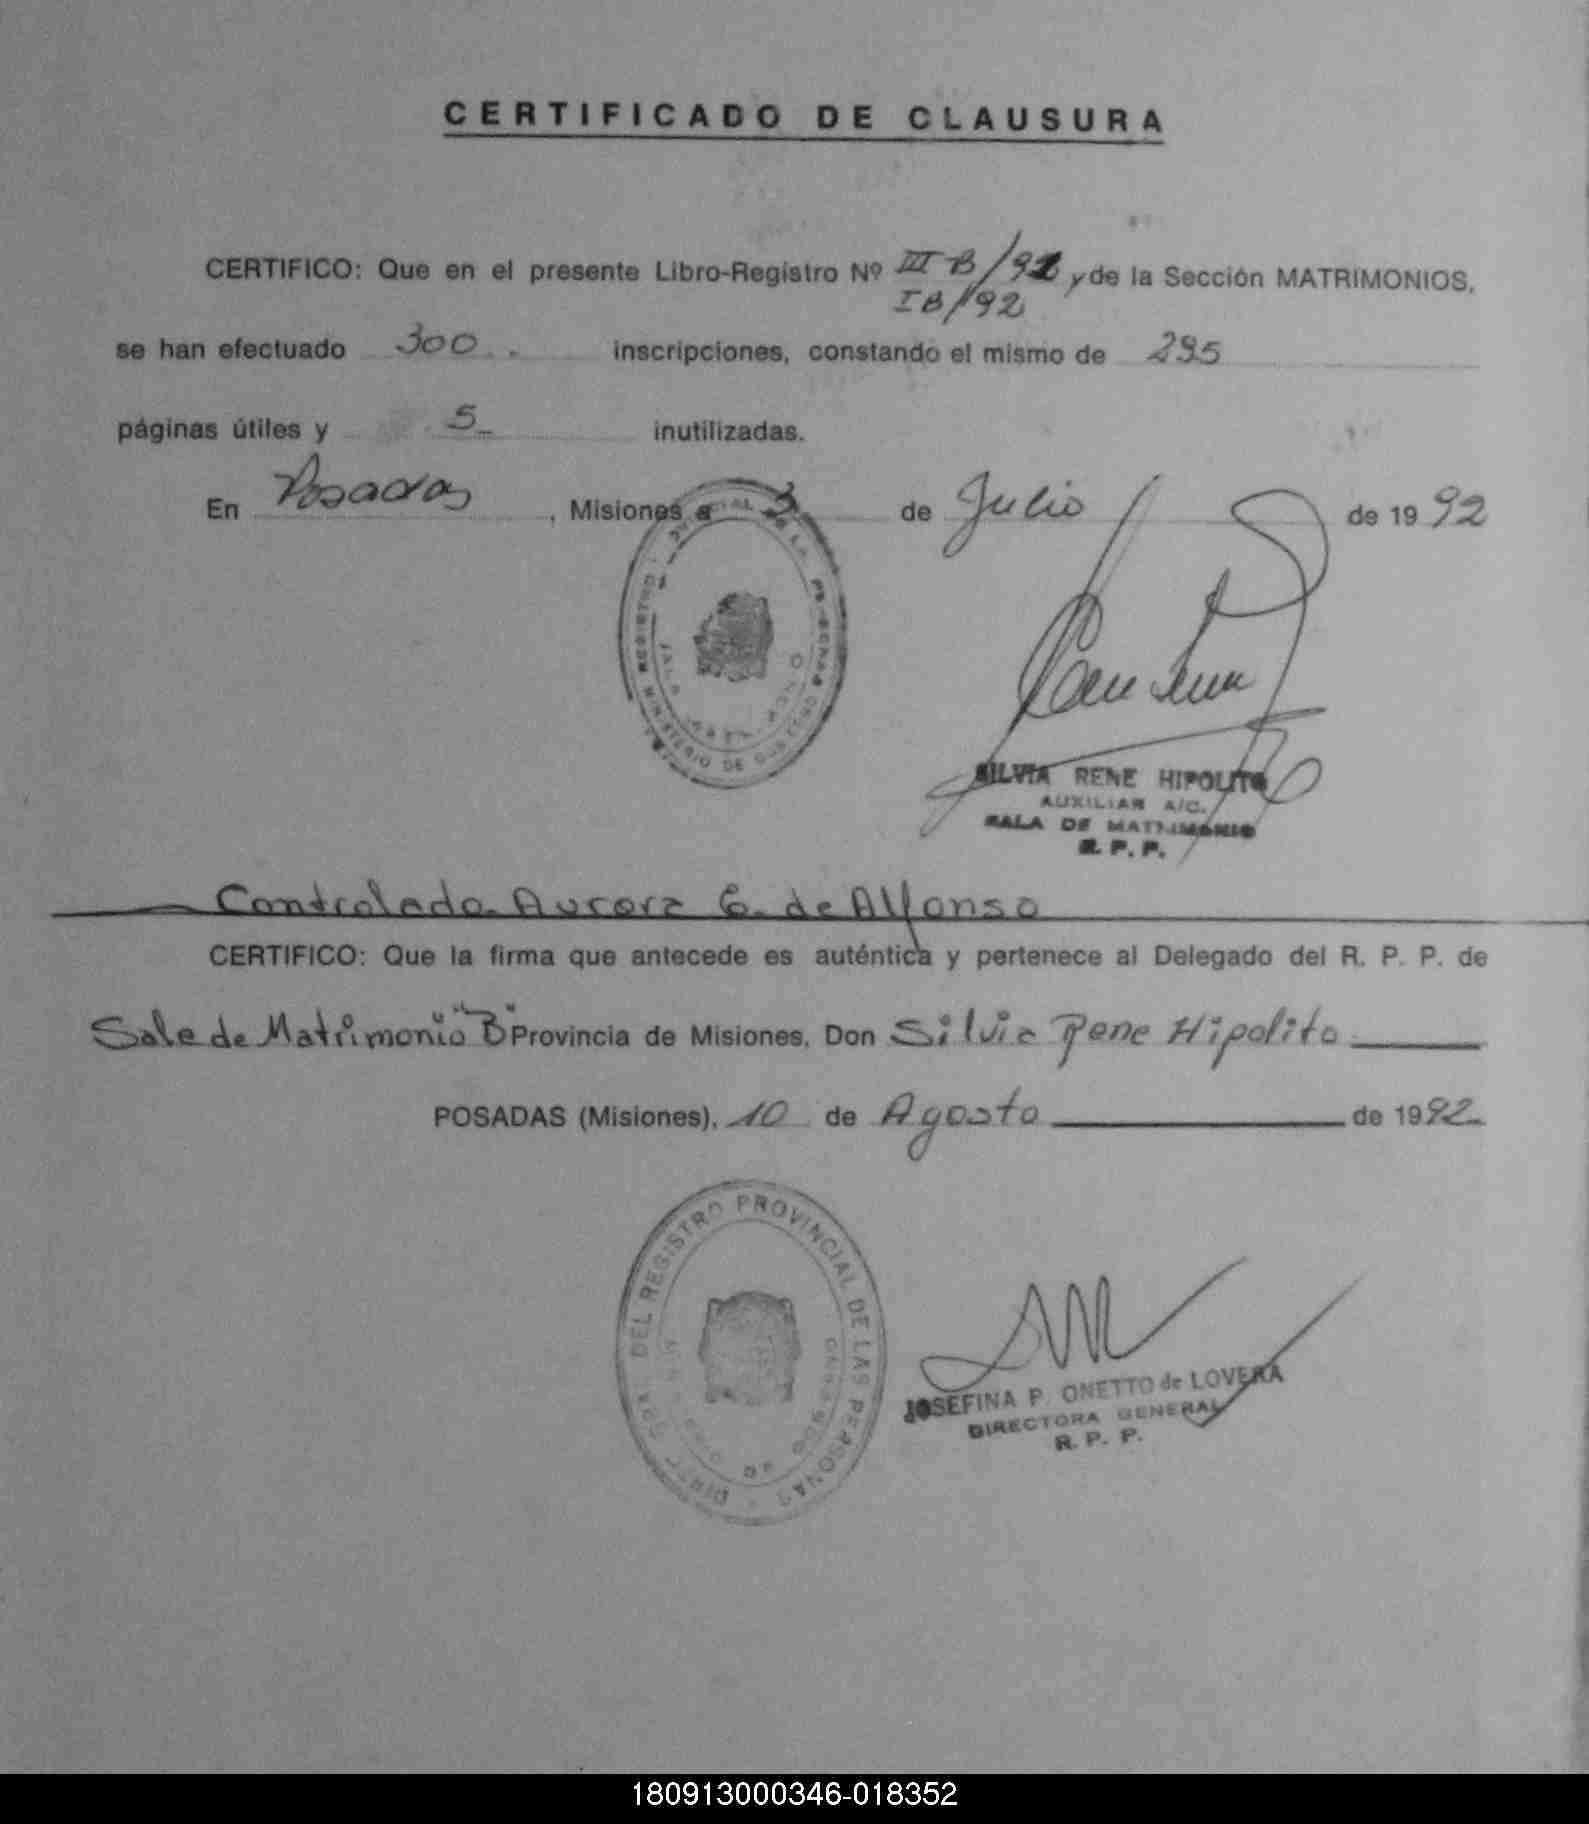 CERTIFICADO DE CLAUSURA
CERTIFICO: Que en el presente Libro-Registro Nº III B/92 y de la Sección MATRIMONIOS,
I B/92
se han efectuado 300 inscripciones, constando el mismo de 295
páginas útiles y 5 inutilizadas.
En Posadas, Misiones a 3 de Julio de 1992
SILVIA RENE HIPOLITO
AUXILIAR A/C.
SALA DE MATRIMONIO
R. P. P.
Controlado Aurora G. de Alfonso
CERTIFICO: Que la firma que antecede es auténtica y pertenece al Delegado del R. P. P. de
Sala de Matrimonio "B" Provincia de Misiones, Don Silvia Rene Hipolito
POSADAS (Misiones), 10 de Agosto de 1992
DEL REGISTRO PROVINCIAL DE LAS PERSONAS
JOSEFINA P. ONETTO de LOVERA
DIRECTORA GENERAL
R. P. P.
180913000346-018352